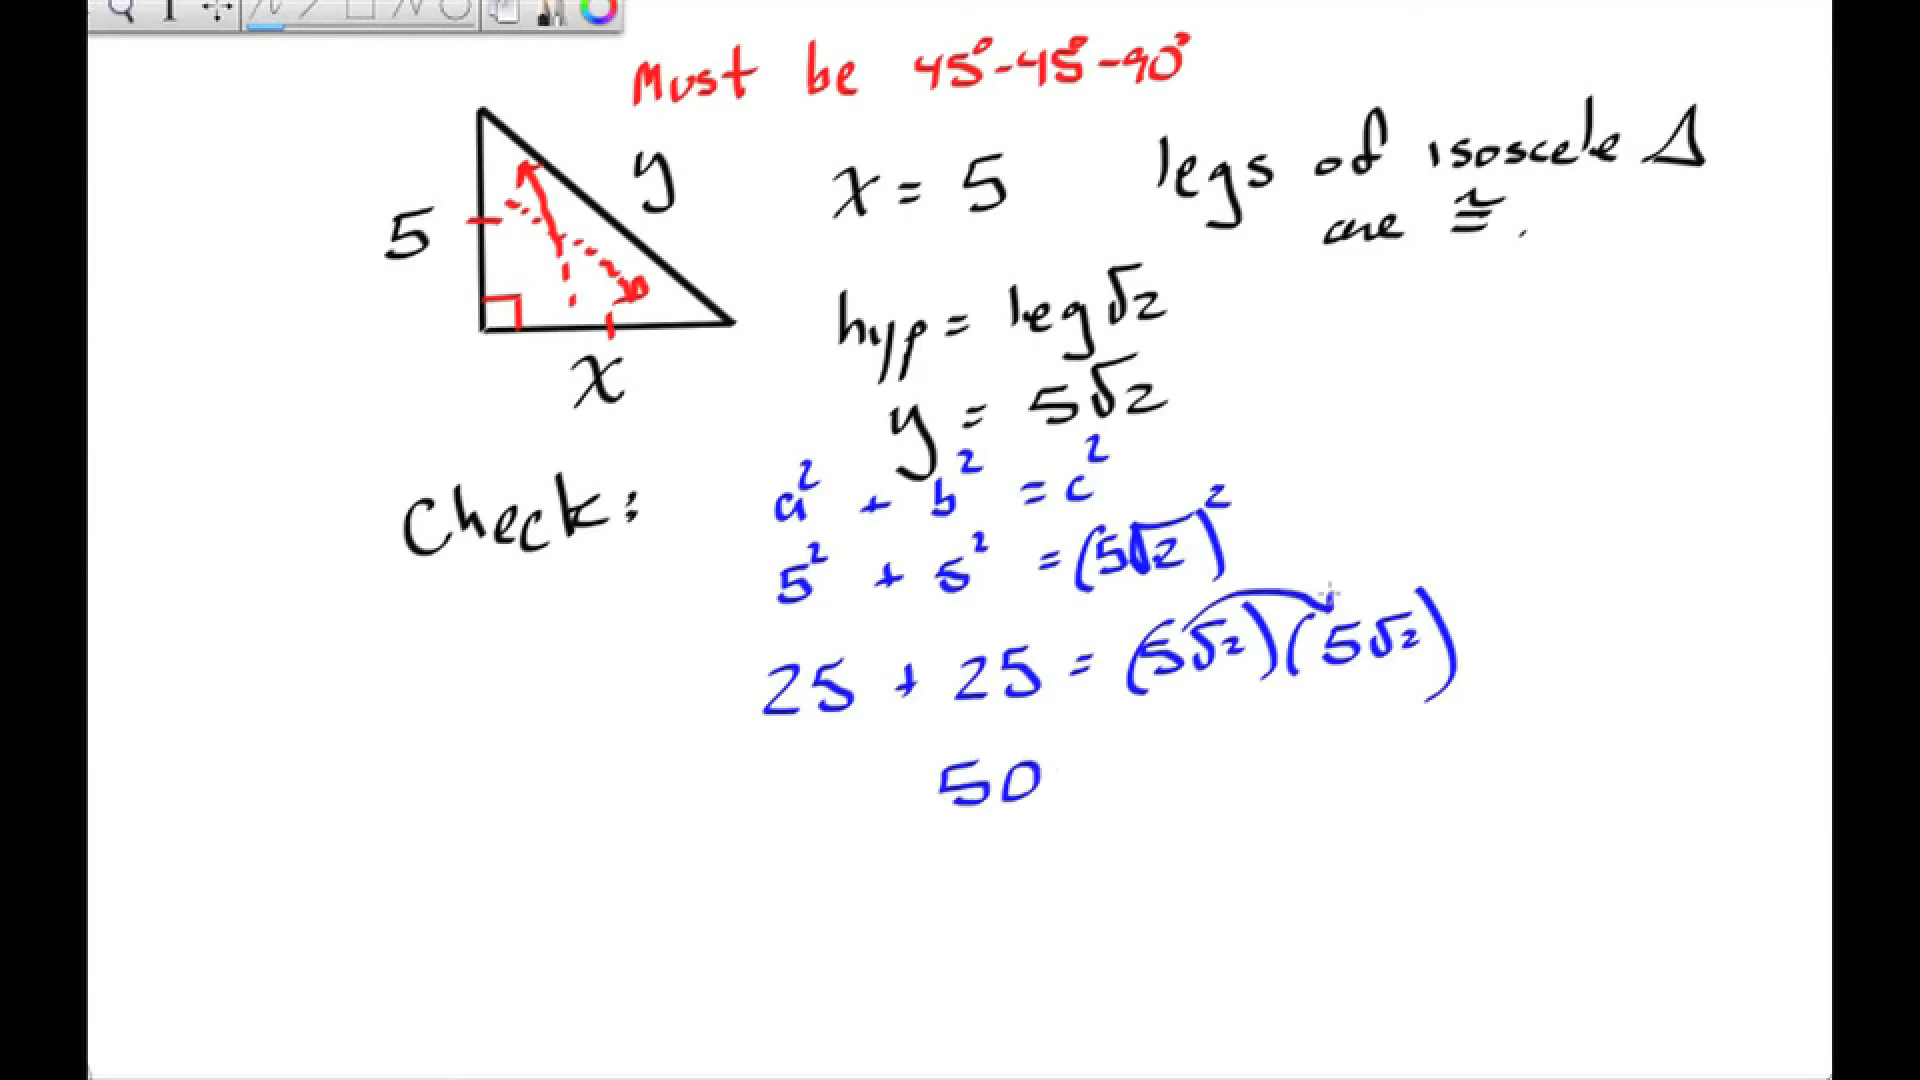 Must be 45°-45°-90°
y
5
x = 5
legs of isoscele Δ
are ≅.
hyp = leg√2
x
y = 5√2
Check:
a² + b² = c²
5² + 5² = (5√2)²
25 + 25 = (5√2)(5√2)
50